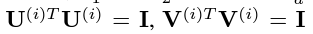 U^{(i)T}U^{(i)} = I, V^{(i)T}V^{(i)} = I